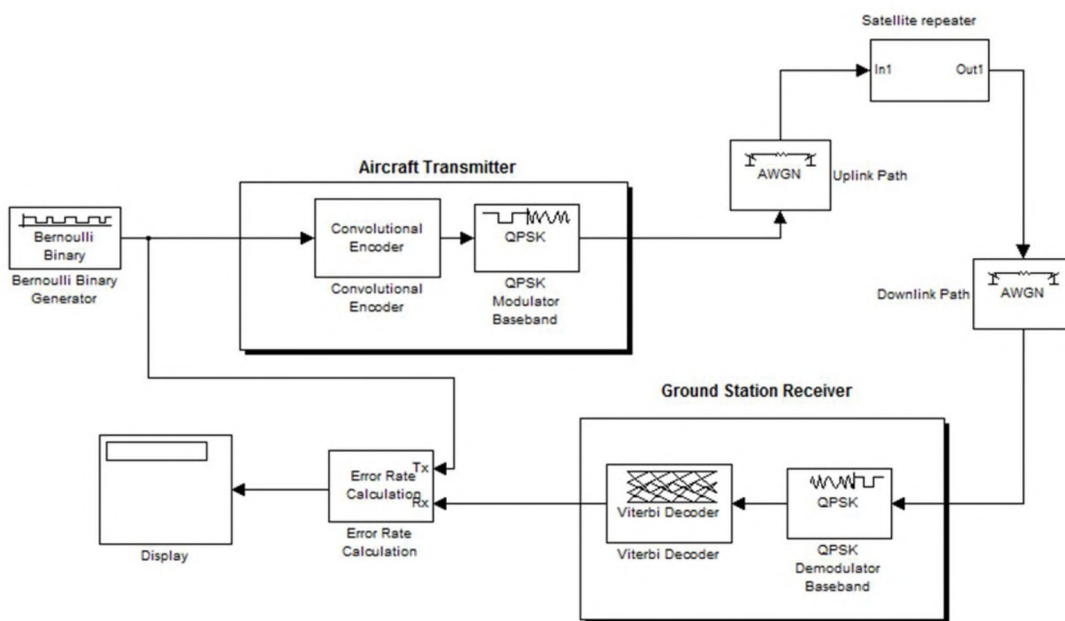 Satellite repeater
In1
Out1
AWGN
Uplink Path
Aircraft Transmitter
Bernoulli
Binary
Bernoulli Binary
Generator
Convolutional
Encoder
Convolutional
Encoder
QPSK
QPSK
Modulator
Baseband
Downlink Path
AWGN
Ground Station Receiver
Display
Error Rate
Calculation
Tx
Rx
Error Rate
Calculation
Viterbi Decoder
Viterbi Decoder
QPSK
QPSK
Demodulator
Baseband